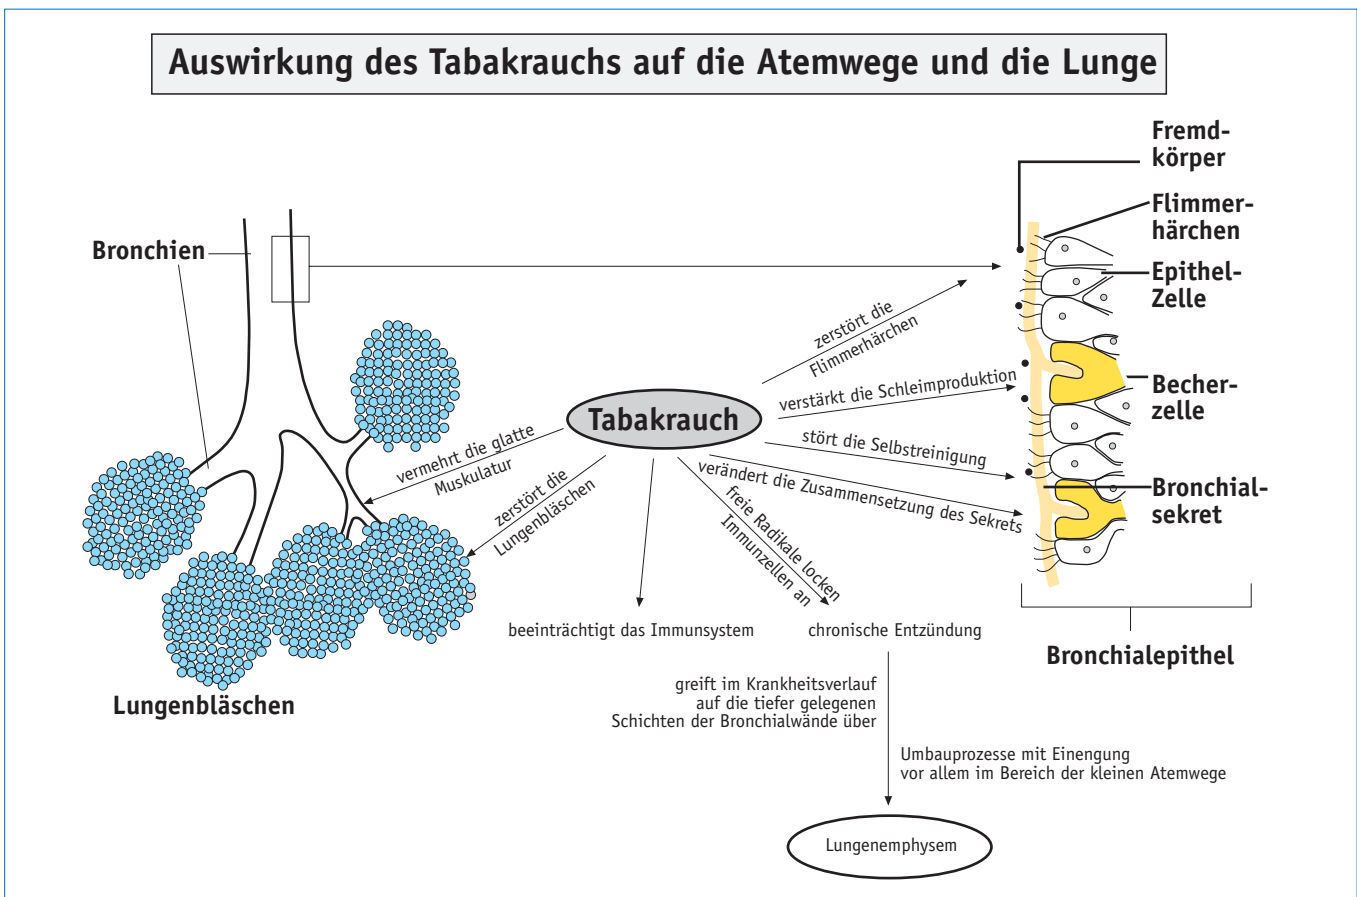 Auswirkung des Tabakrauchs auf die Atemwege und die Lunge
Fremd-
körper
Flimmer-
härchen
Bronchien
Epithel-
Zelle
zerstört die
Flimmerhärchen
Becher-
zelle
verstärkt die Schleimproduktion
Tabakrauch
vermehrt die glatte
Muskulatur
stört die Selbstreinigung
zerstört die
Lungenbläschen
verändert die Zusammensetzung des Sekrets
Bronchial-
sekret
freie Radikale locken
Immunzellen an
beeinträchtigt das Immunsystem
chronische Entzündung
Bronchialepithel
Lungenbläschen
greift im Krankheitsverlauf
auf die tiefer gelegenen
Schichten der Bronchialwände über
Umbauprozesse mit Einengung
vor allem im Bereich der kleinen Atemwege
Lungenemphysem